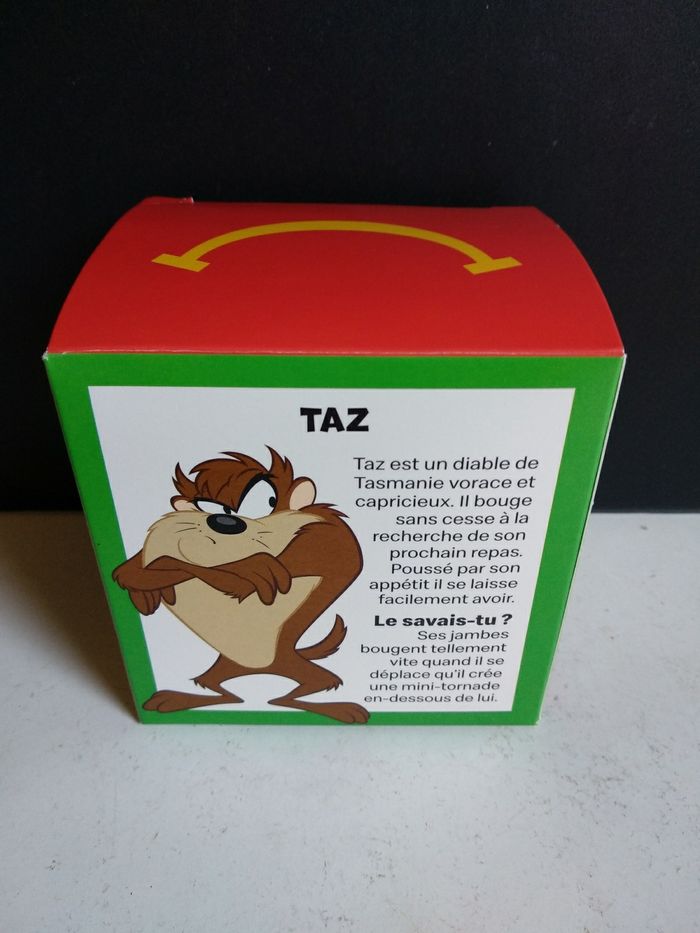 TAZ
Taz est un diable de
Tasmanie vorace et
capricieux. Il bouge
sans cesse à la
recherche de son
prochain repas.
Poussé par son
appétit il se laisse
facilement avoir.
Le savais-tu ?
Ses jambes
bougent tellement
vite quand il se
déplace qu'il crée
une mini-tornade
en-dessous de lui.